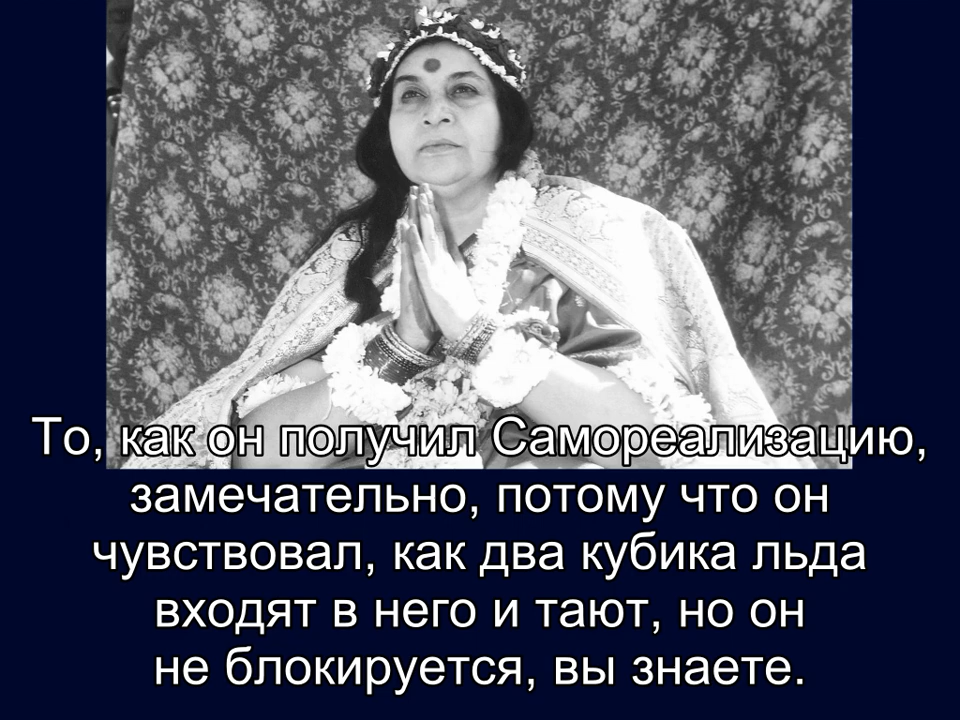 То, как он получил Самореализацию,
замечательно, потому что он
чувствовал, как два кубика льда
входят в него и тают, но он
не блокируется, вы знаете.